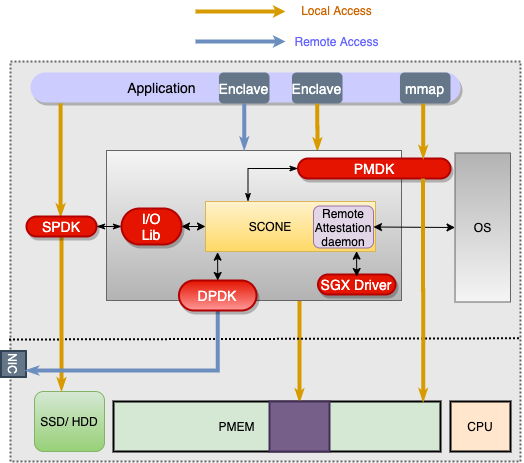 Local Access
Remote Access
Application
Enclave
Enclave
mmap
PMDK
SPDK
I/O
Lib
SCONE
Remote
Attestation
daemon
OS
DPDK
SGX Driver
NIC
SSD/ HDD
PMEM
CPU